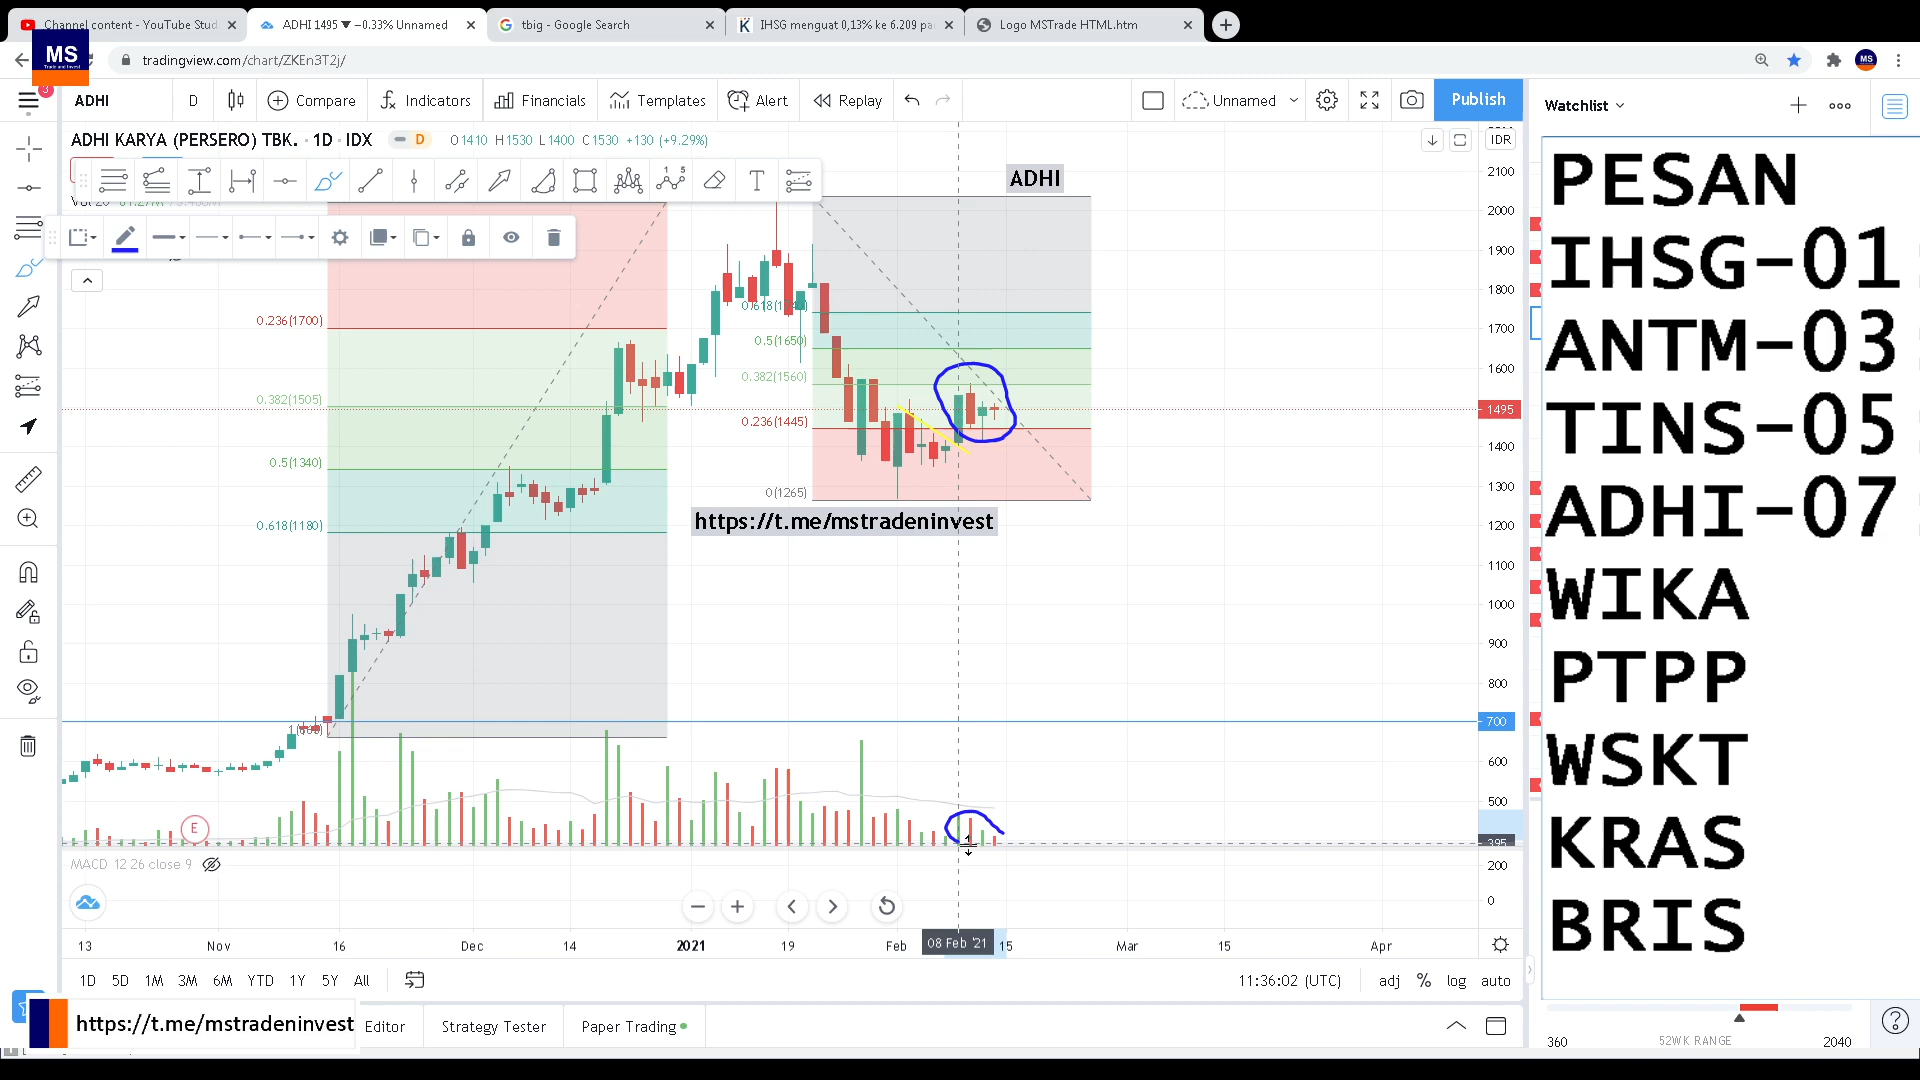 Channel content - YouTube Stud
ADHI 1495 ▼ −0.33% Unnamed
tbig - Google Search
IHSG menguat 0,13% ke 6.209 pa
Logo MSTrade HTML.htm
MS
Trade and Invest
tradingview.com/chart/ZKEn3T2j/
MS
3
ADHI
D
Compare
Indicators
Financials
Templates
Alert
Replay
Unnamed
Publish
Watchlist
ADHI KARYA (PERSERO) TBK. · 1D · IDX
D
O1410 H1530 L1400 C1530 +130 (+9.29%)
IDR
ADHI
2100
2000
1900
1800
1700
1600
1495
1400
1300
1200
1100
1000
900
800
700
600
500
395
200
0
0.236(1700)
0.382(1505)
0.5(1340)
0.618(1180)
0.5(1650)
0.382(1560)
0.236(1445)
0(1265)
https://t.me/mstradeninvest
E
MACD 12 26 close 9
13
Nov
16
Dec
14
2021
19
Feb
08 Feb '21
15
Mar
15
Apr
1D 5D 1M 3M 6M YTD 1Y 5Y All
11:36:02 (UTC)
adj % log auto
https://t.me/mstradeninvest
Editor
Strategy Tester
Paper Trading
PESAN
IHSG-01
ANTM-03
TINS-05
ADHI-07
WIKA
PTPP
WSKT
KRAS
BRIS
360
52WK RANGE
2040